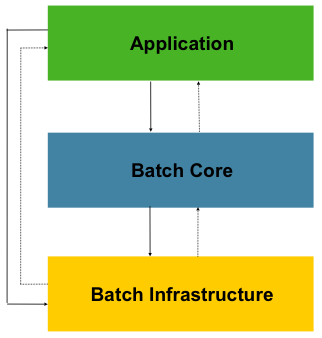 Application
Batch Core
Batch Infrastructure